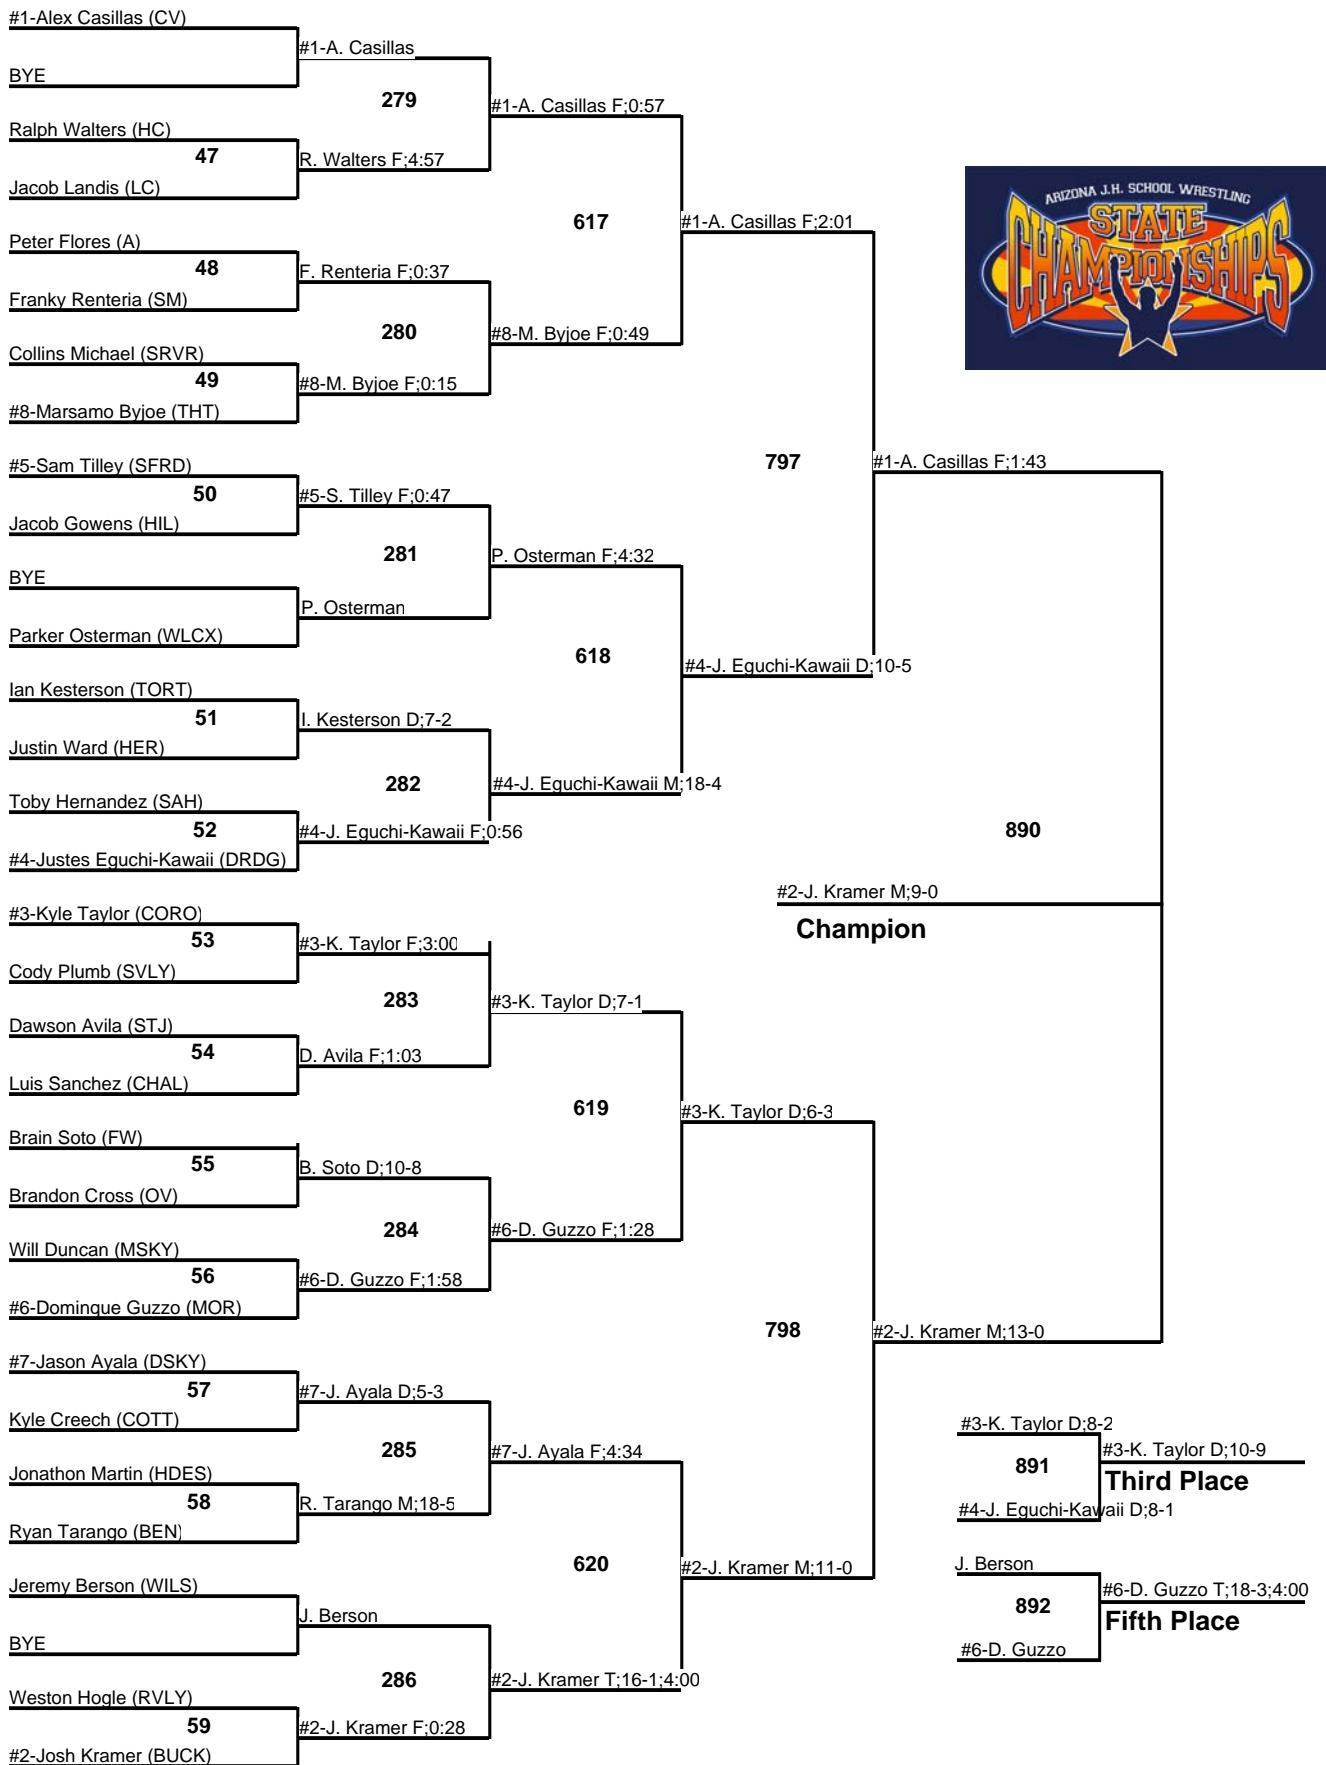 #1-Alex Casillas (CV)
#1-A. Casillas
BYE
279
#1-A. Casillas F;0:57
Ralph Walters (HC)
47
R. Walters F;4:57
Jacob Landis (LC)
ARIZONA J.H. SCHOOL WRESTLING
STATE
CHAMPIONSHIPS
617
#1-A. Casillas F;2:01
Peter Flores (A)
48
F. Renteria F;0:37
Franky Renteria (SM)
280
#8-M. Byjoe F;0:49
Collins Michael (SRVR)
49
#8-M. Byjoe F;0:15
#8-Marsamo Byjoe (THT)
797
#1-A. Casillas F;1:43
#5-Sam Tilley (SFRD)
50
#5-S. Tilley F;0:47
Jacob Gowens (HIL)
281
P. Osterman F;4:32
BYE
P. Osterman
Parker Osterman (WLCX)
618
#4-J. Eguchi-Kawaii D;10-5
Ian Kesterson (TORT)
51
I. Kesterson D;7-2
Justin Ward (HER)
282
#4-J. Eguchi-Kawaii M;18-4
Toby Hernandez (SAH)
52
#4-J. Eguchi-Kawaii F;0:56
#4-Justes Eguchi-Kawaii (DRDG)
890
#2-J. Kramer M;9-0
Champion
#3-Kyle Taylor (CORO)
53
#3-K. Taylor F;3:00
Cody Plumb (SVLY)
283
#3-K. Taylor D;7-1
Dawson Avila (STJ)
54
D. Avila F;1:03
Luis Sanchez (CHAL)
619
#3-K. Taylor D;6-3
Brain Soto (FW)
55
B. Soto D;10-8
Brandon Cross (OV)
284
#6-D. Guzzo F;1:28
Will Duncan (MSKY)
56
#6-D. Guzzo F;1:58
#6-Dominque Guzzo (MOR)
798
#2-J. Kramer M;13-0
#7-Jason Ayala (DSKY)
57
#7-J. Ayala D;5-3
Kyle Creech (COTT)
285
#7-J. Ayala F;4:34
Jonathon Martin (HDES)
58
R. Tarango M;18-5
Ryan Tarango (BEN)
620
#2-J. Kramer M;11-0
Jeremy Berson (WILS)
J. Berson
BYE
286
#2-J. Kramer T;16-1;4:00
Weston Hogle (RVLY)
59
#2-J. Kramer F;0:28
#2-Josh Kramer (BUCK)
#3-K. Taylor D;8-2
891
#3-K. Taylor D;10-9
Third Place
#4-J. Eguchi-Kawaii D;8-1
J. Berson
892
#6-D. Guzzo T;18-3;4:00
Fifth Place
#6-D. Guzzo